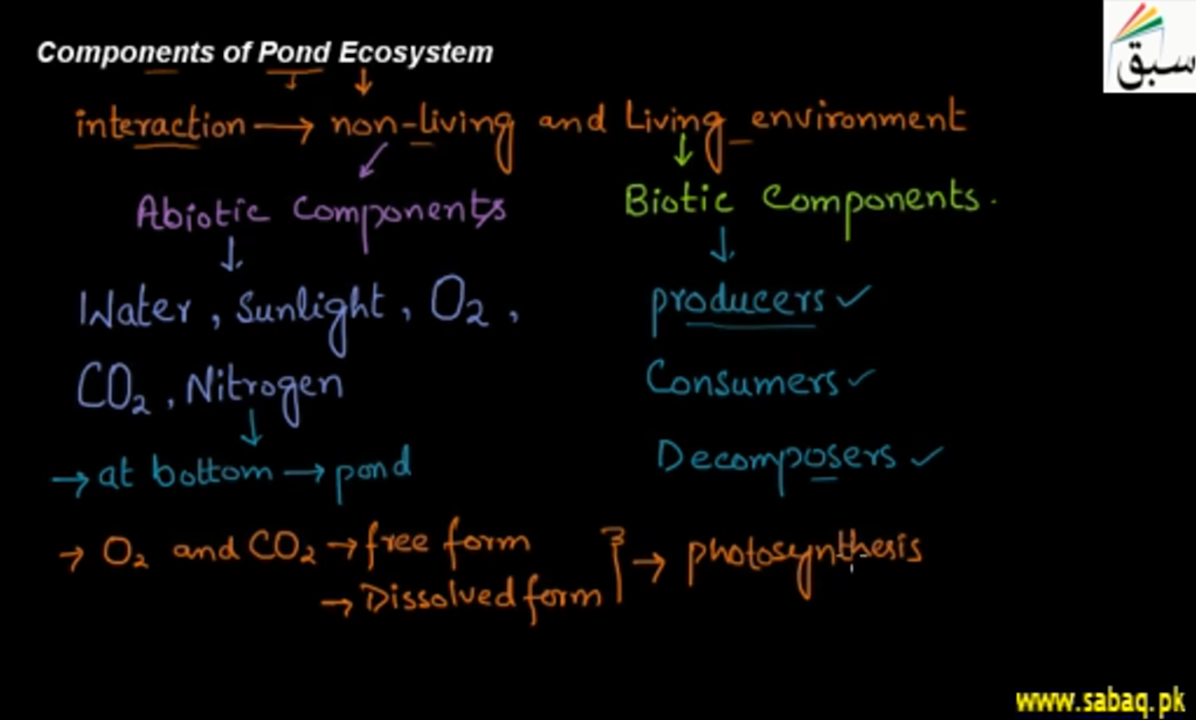 Components of Pond Ecosystem
سبق
interaction → non-living and Living environment
Abiotic Components
Biotic Components.
Water, Sunlight, O₂,
producers ✓
CO₂, Nitrogen
Consumers ✓
→ at bottom → pond
Decomposers ✓
→ O₂ and CO₂ → free form
→ Dissolved form } → photosynthesis
www.sabaq.pk